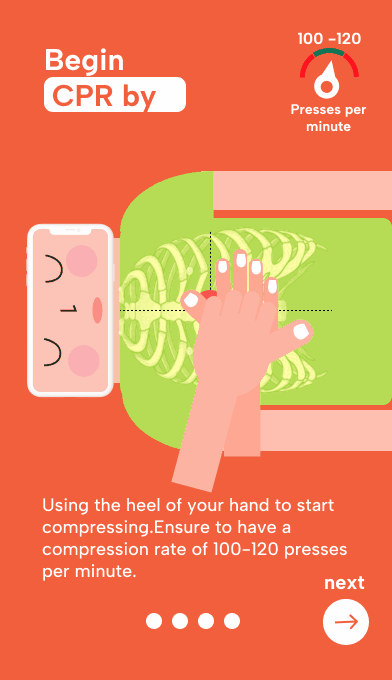 Begin
CPR by
100 -120
Presses per
minute
Using the heel of your hand to start
compressing.Ensure to have a
compression rate of 100-120 presses
per minute.
next